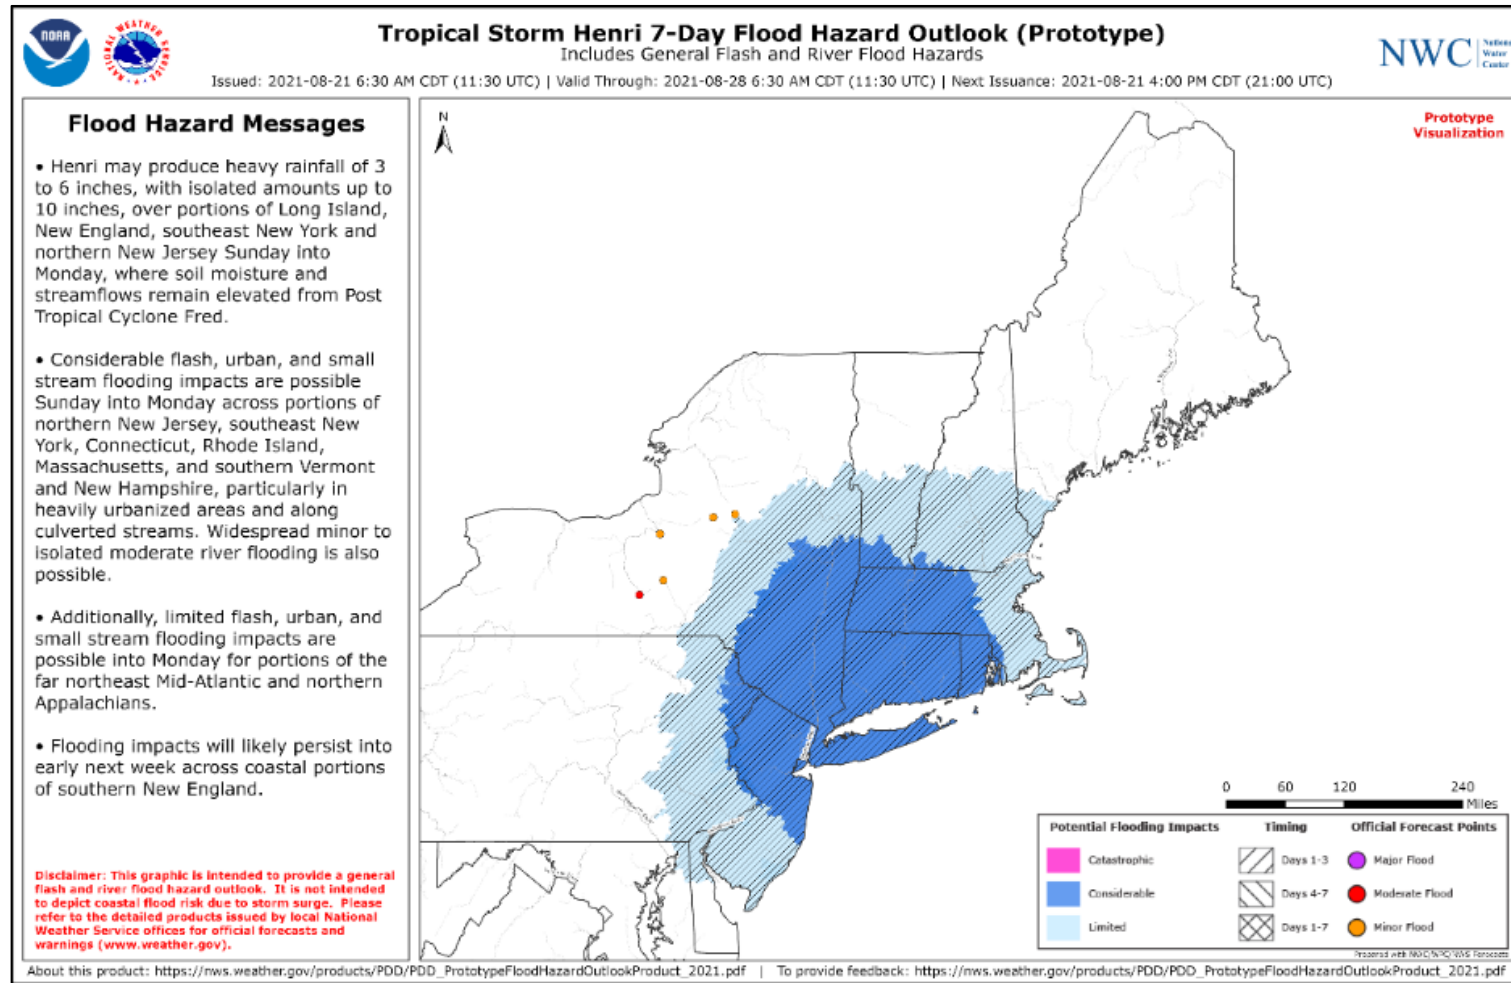 Tropical Storm Henri 7-Day Flood Hazard Outlook (Prototype)
Includes General Flash and River Flood Hazards
Issued: 2021-08-21 6:30 AM CDT (11:30 UTC) | Valid Through: 2021-08-28 6:30 AM CDT (11:30 UTC) | Next Issuance: 2021-08-21 4:00 PM CDT (21:00 UTC)
NOAA
NATIONAL WEATHER SERVICE
NWC
Water
Flood Hazard Messages
• Henri may produce heavy rainfall of 3
to 6 inches, with isolated amounts up to
10 inches, over portions of Long Island,
New England, southeast New York and
northern New Jersey Sunday into
Monday, where soil moisture and
streamflows remain elevated from Post
Tropical Cyclone Fred.
• Considerable flash, urban, and small
stream flooding impacts are possible
Sunday into Monday across portions of
northern New Jersey, southeast New
York, Connecticut, Rhode Island,
Massachusetts, and southern Vermont
and New Hampshire, particularly in
heavily urbanized areas and along
culverted streams. Widespread minor to
isolated moderate river flooding is also
possible.
• Additionally, limited flash, urban, and
small stream flooding impacts are
possible into Monday for portions of the
far northeast Mid-Atlantic and northern
Appalachians.
• Flooding impacts will likely persist into
early next week across coastal portions
of southern New England.
Disclaimer: This graphic is intended to provide a general
flash and river flood hazard outlook. It is not intended
to depict coastal flood risk due to storm surge. Please
refer to the detailed products issued by local National
Weather Service offices for official forecasts and
warnings (www.weather.gov).
N
Prototype
Visualization
0 60 120 240
Miles
Potential Flooding Impacts Timing Official Forecast Points
Catastrophic Days 1-3 Major Flood
Considerable Days 4-7 Moderate Flood
Limited Days 1-7 Minor Flood
Prepared with NWC/WPC/NWS Forecasts
About this product: https://nws.weather.gov/products/PDD/PDD_PrototypeFloodHazardOutlookProduct_2021.pdf | To provide feedback: https://nws.weather.gov/products/PDD/PDD_PrototypeFloodHazardOutlookProduct_2021.pdf